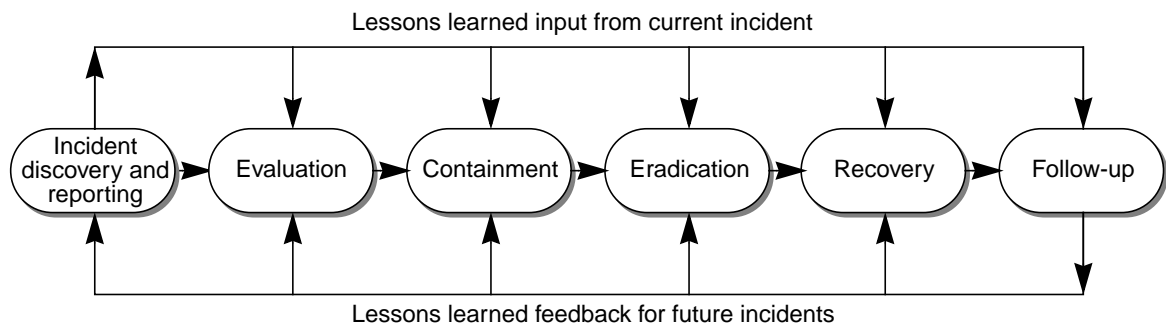 Lessons learned input from current incident
Incident
discovery and
reporting
Evaluation
Containment
Eradication
Recovery
Follow-up
Lessons learned feedback for future incidents